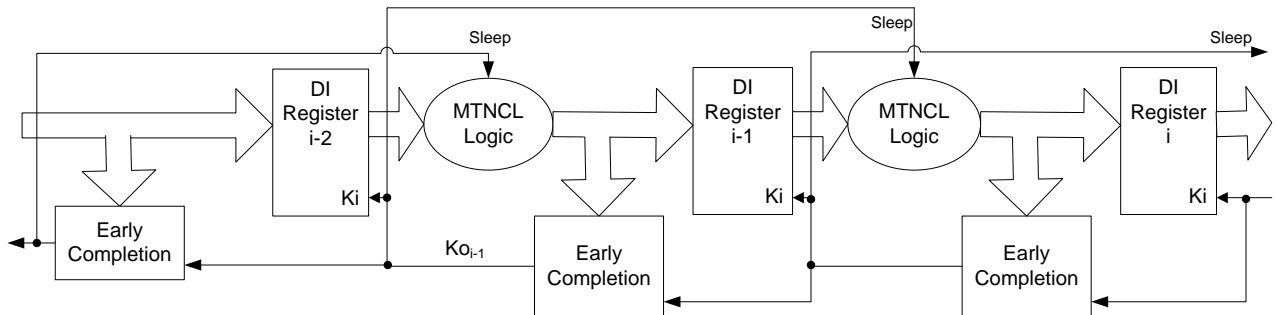 Sleep
Sleep
Sleep
DI
Register
i-2
Ki
MTNCL
Logic
DI
Register
i-1
Ki
MTNCL
Logic
DI
Register
i
Ki
Early
Completion
Koi-1
Early
Completion
Early
Completion